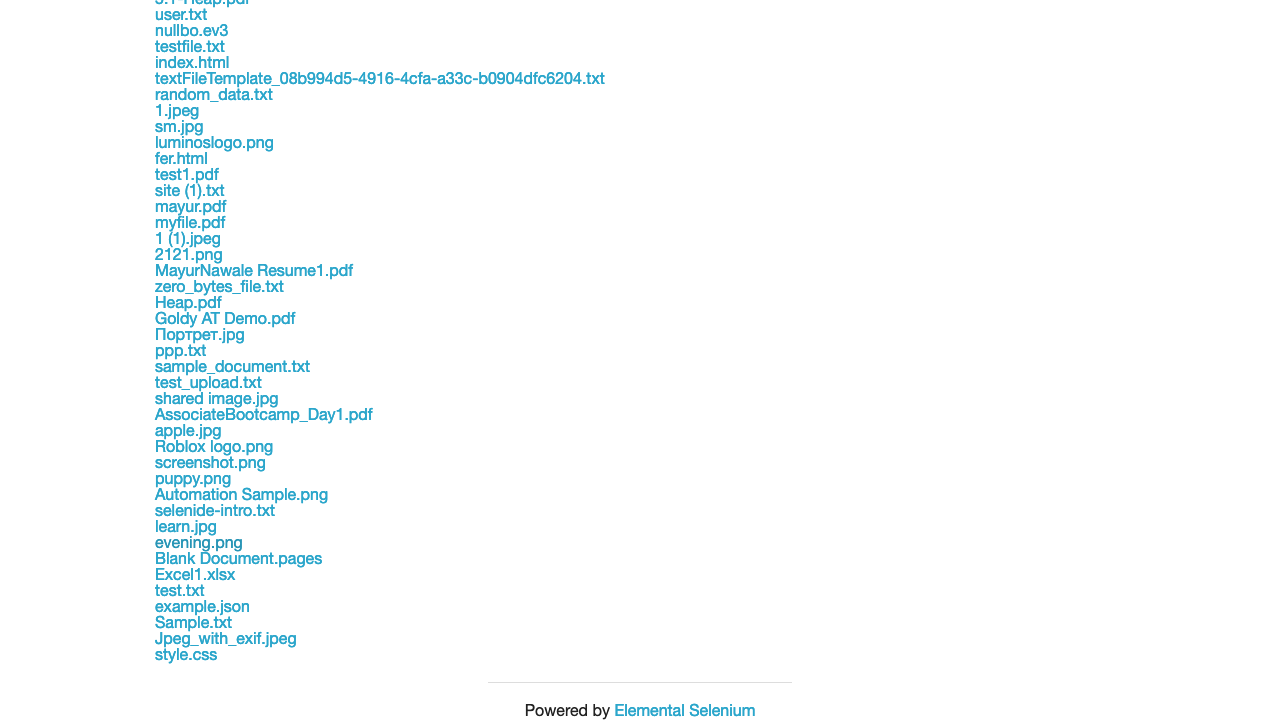 3.1-Heap.pdf
user.txt
nullbo.ev3
testfile.txt
index.html
textFileTemplate_08b994d5-4916-4cfa-a33c-b0904dfc6204.txt
random_data.txt
1.jpeg
sm.jpg
luminoslogo.png
fer.html
test1.pdf
site (1).txt
mayur.pdf
myfile.pdf
1 (1).jpeg
2121.png
MayurNawale Resume1.pdf
zero_bytes_file.txt
Heap.pdf
Goldy AT Demo.pdf
Портрет.jpg
ppp.txt
sample_document.txt
test_upload.txt
shared image.jpg
AssociateBootcamp_Day1.pdf
apple.jpg
Roblox logo.png
screenshot.png
puppy.png
Automation Sample.png
selenide-intro.txt
learn.jpg
evening.png
Blank Document.pages
Excel1.xlsx
test.txt
example.json
Sample.txt
Jpeg_with_exif.jpeg
style.css
Powered by Elemental Selenium